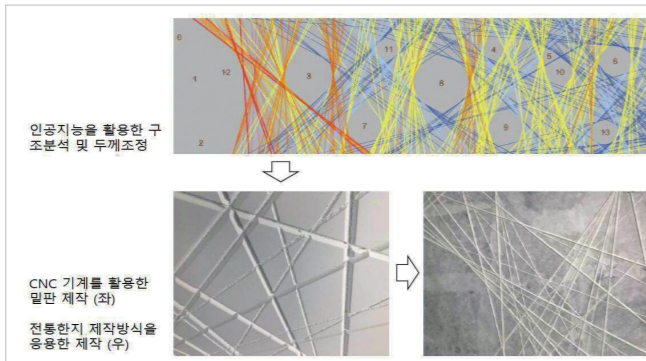 6
1
12
2
3
7
11
8
4
9
5
10
6
13
인공지능을 활용한 구
조분석 및 두께조정
CNC 기계를 활용한
밑판 제작 (좌)
전통한지 제작방식을
응용한 제작 (우)